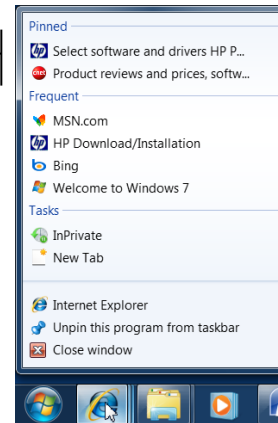 Pinned
Select software and drivers HP P...
Product reviews and prices, softw...
Frequent
MSN.com
HP Download/Installation
Bing
Welcome to Windows 7
Tasks
InPrivate
New Tab
Internet Explorer
Unpin this program from taskbar
Close window